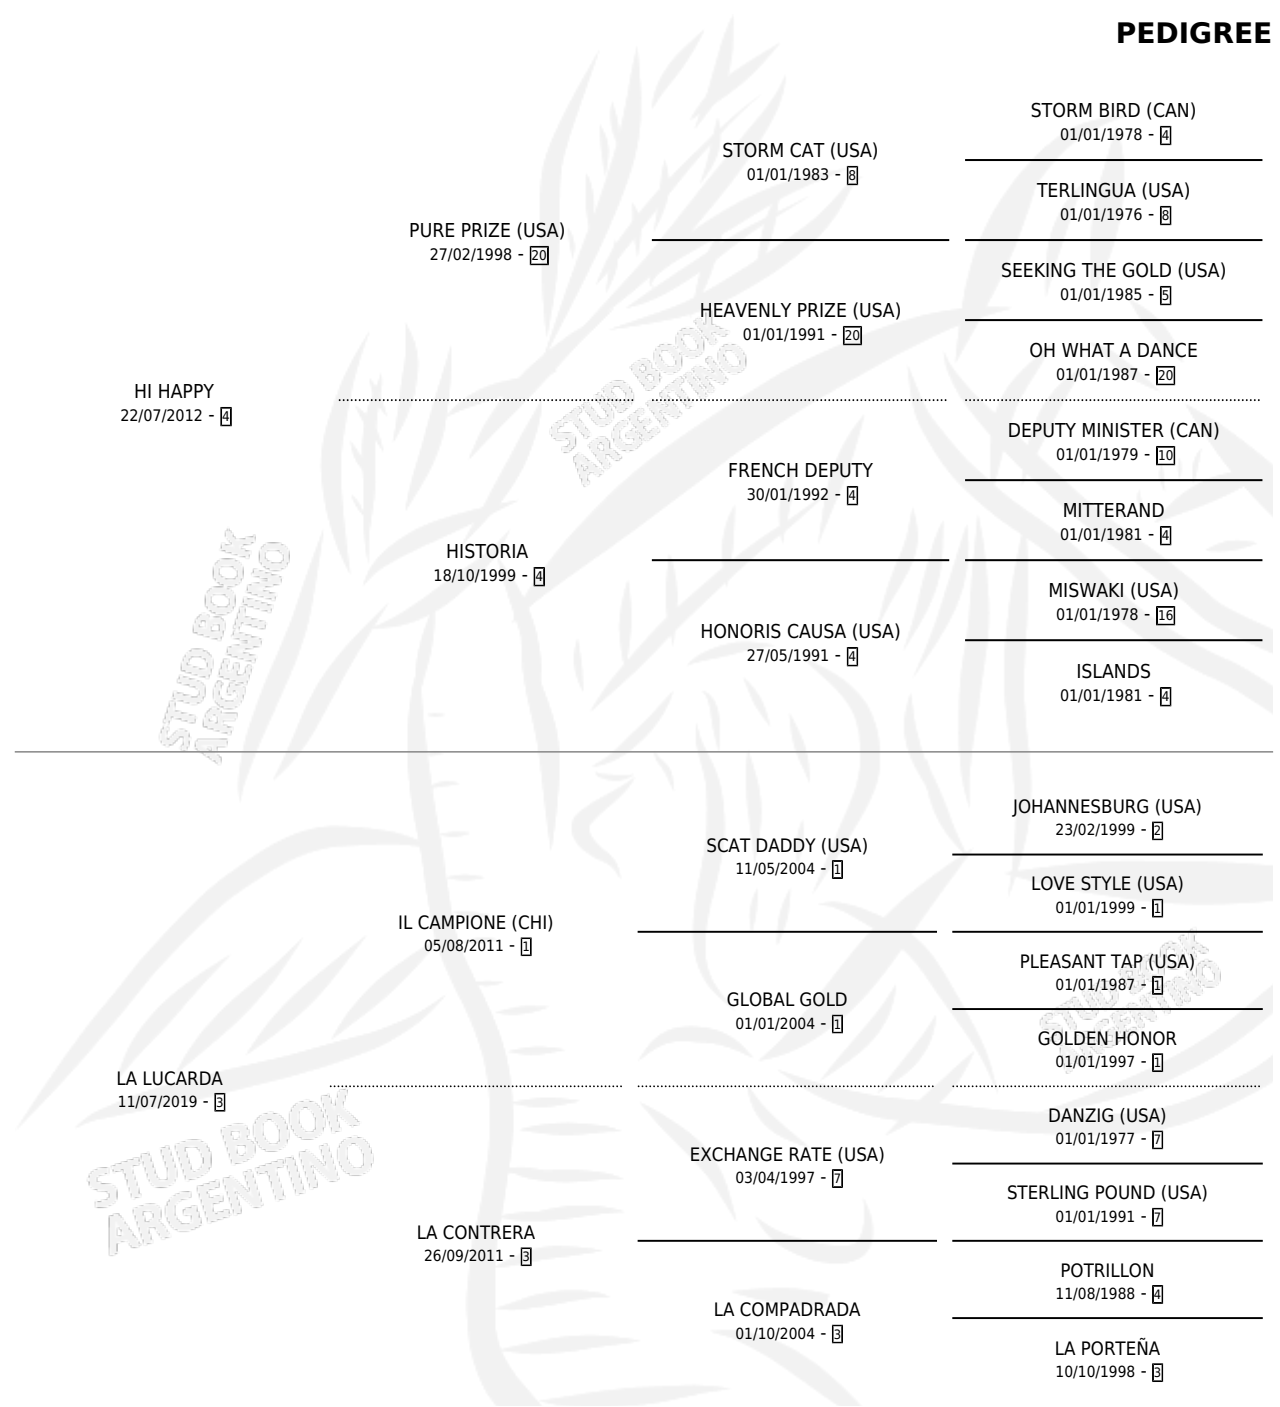 PEDIGREE
HI HAPPY
22/07/2012 - 4
PURE PRIZE (USA)
27/02/1998 - 20
HISTORIA
18/10/1999 - 4
STORM CAT (USA)
01/01/1983 - 8
HEAVENLY PRIZE (USA)
01/01/1991 - 20
FRENCH DEPUTY
30/01/1992 - 4
HONORIS CAUSA (USA)
27/05/1991 - 4
STORM BIRD (CAN)
01/01/1978 - 4
TERLINGUA (USA)
01/01/1976 - 8
SEEKING THE GOLD (USA)
01/01/1985 - 5
OH WHAT A DANCE
01/01/1987 - 20
DEPUTY MINISTER (CAN)
01/01/1979 - 10
MITTERAND
01/01/1981 - 4
MISWAKI (USA)
01/01/1978 - 16
ISLANDS
01/01/1981 - 4
LA LUCARDA
11/07/2019 - 3
IL CAMPIONE (CHI)
05/08/2011 - 1
LA CONTRERA
26/09/2011 - 3
SCAT DADDY (USA)
11/05/2004 - 1
GLOBAL GOLD
01/01/2004 - 1
EXCHANGE RATE (USA)
03/04/1997 - 7
LA COMPADRADA
01/10/2004 - 3
JOHANNESBURG (USA)
23/02/1999 - 2
LOVE STYLE (USA)
01/01/1999 - 1
PLEASANT TAP (USA)
01/01/1987 - 1
GOLDEN HONOR
01/01/1997 - 1
DANZIG (USA)
01/01/1977 - 7
STERLING POUND (USA)
01/01/1991 - 7
POTRILLON
11/08/1988 - 4
LA PORTEÑA
10/10/1998 - 3
STUD BOOK
ARGENTINO
STUD BOOK
ARGENTINO
STUD BOOK
ARGENTINO
STUD BOOK
ARGENTINO